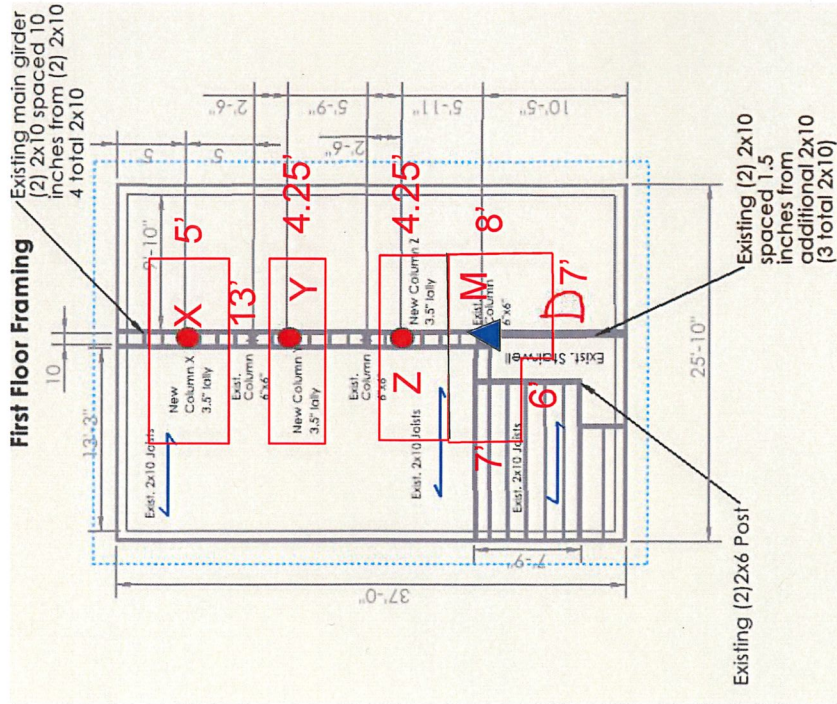 First Floor Framing
Existing main girder
(2) 2x10 spaced 10
inches from (2) 2x10
4 total 2x10
10
13'-3"
9'-10"
5
5
2'-6"
5'-9"
2'-6"
5'-11"
10'-5"
Exist. 2x10 Joists
New
Column X
3.5" lally
X
5'
13'
Exist.
Column
6"x6"
New Column Y
3.5" lally
Y
4.25'
Exist.
Column
6"x6"
Exist. 2x10 Joists
Z
New Column Z
3.5" lally
4.25'
7'
M
8'
Exist.
Column
6"x6"
Exist. 2x10 Joists
6'
Exist. Stairwell
D7'
7'-9"
37'-0"
25'-10"
Existing (2)2x6 Post
Existing (2) 2x10
spaced 1.5
inches from
additional 2x10
(3 total 2x10)